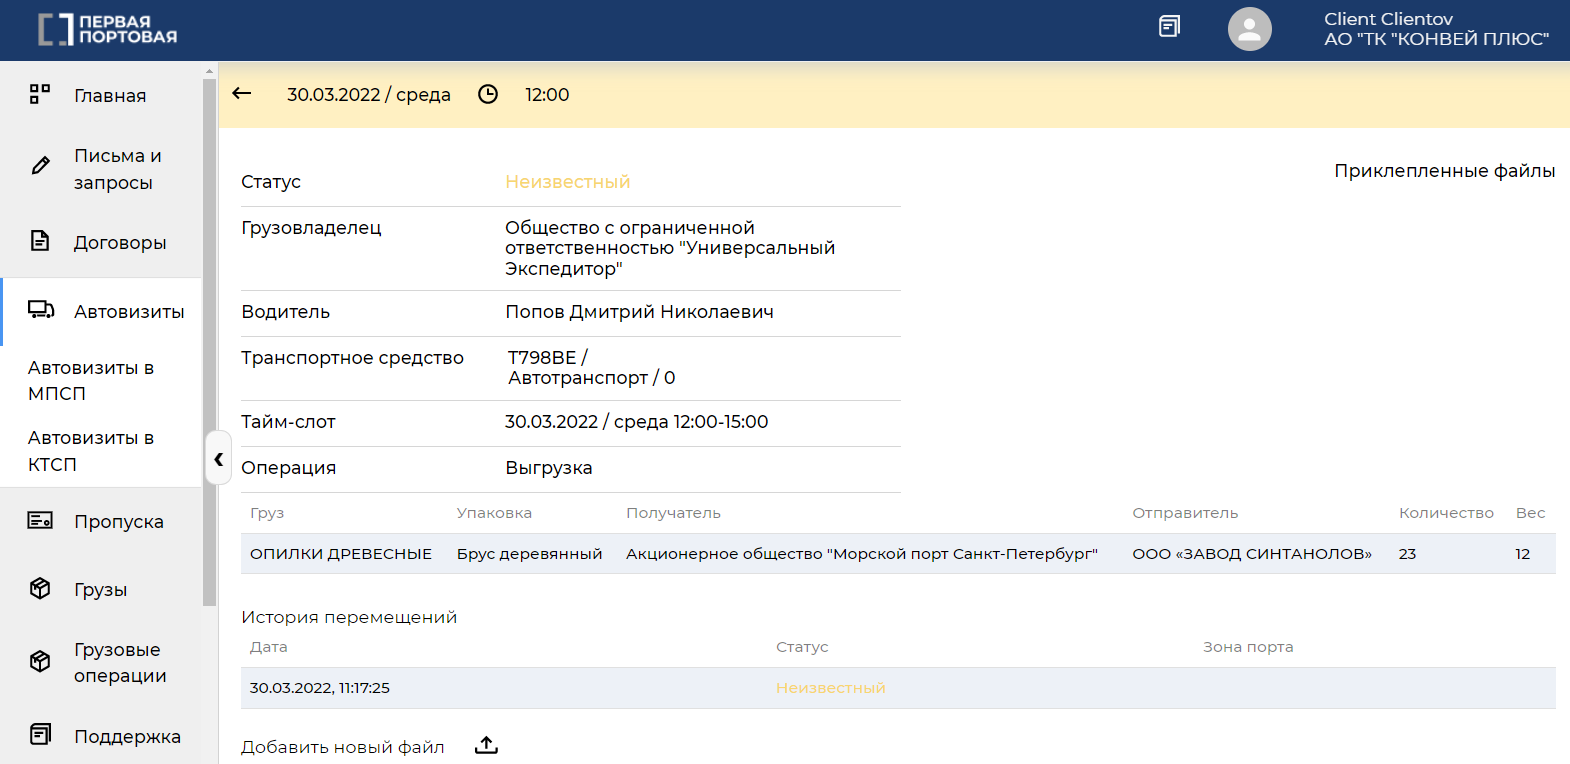 ПЕРВАЯ
ПОРТОВАЯ
Client Clientov
АО "ТК "КОНВЕЙ ПЛЮС"
Главная
Письма и
запросы
Договоры
Автовизиты
Автовизиты в
МПСП
Автовизиты в
КТСП
Пропуска
Грузы
Грузовые
операции
Поддержка
30.03.2022 / среда 12:00
Приклепленные файлы
Статус Неизвестный
Грузовладелец Общество с ограниченной
ответственностью "Универсальный
Экспедитор"
Водитель Попов Дмитрий Николаевич
Транспортное средство Т798ВЕ /
Автотранспорт / 0
Тайм-слот 30.03.2022 / среда 12:00-15:00
Операция Выгрузка
Груз Упаковка Получатель Отправитель Количество Вес
ОПИЛКИ ДРЕВЕСНЫЕ Брус деревянный Акционерное общество "Морской порт Санкт-Петербург" ООО «ЗАВОД СИНТАНОЛОВ» 23 12
История перемещений
Дата Статус Зона порта
30.03.2022, 11:17:25 Неизвестный
Добавить новый файл